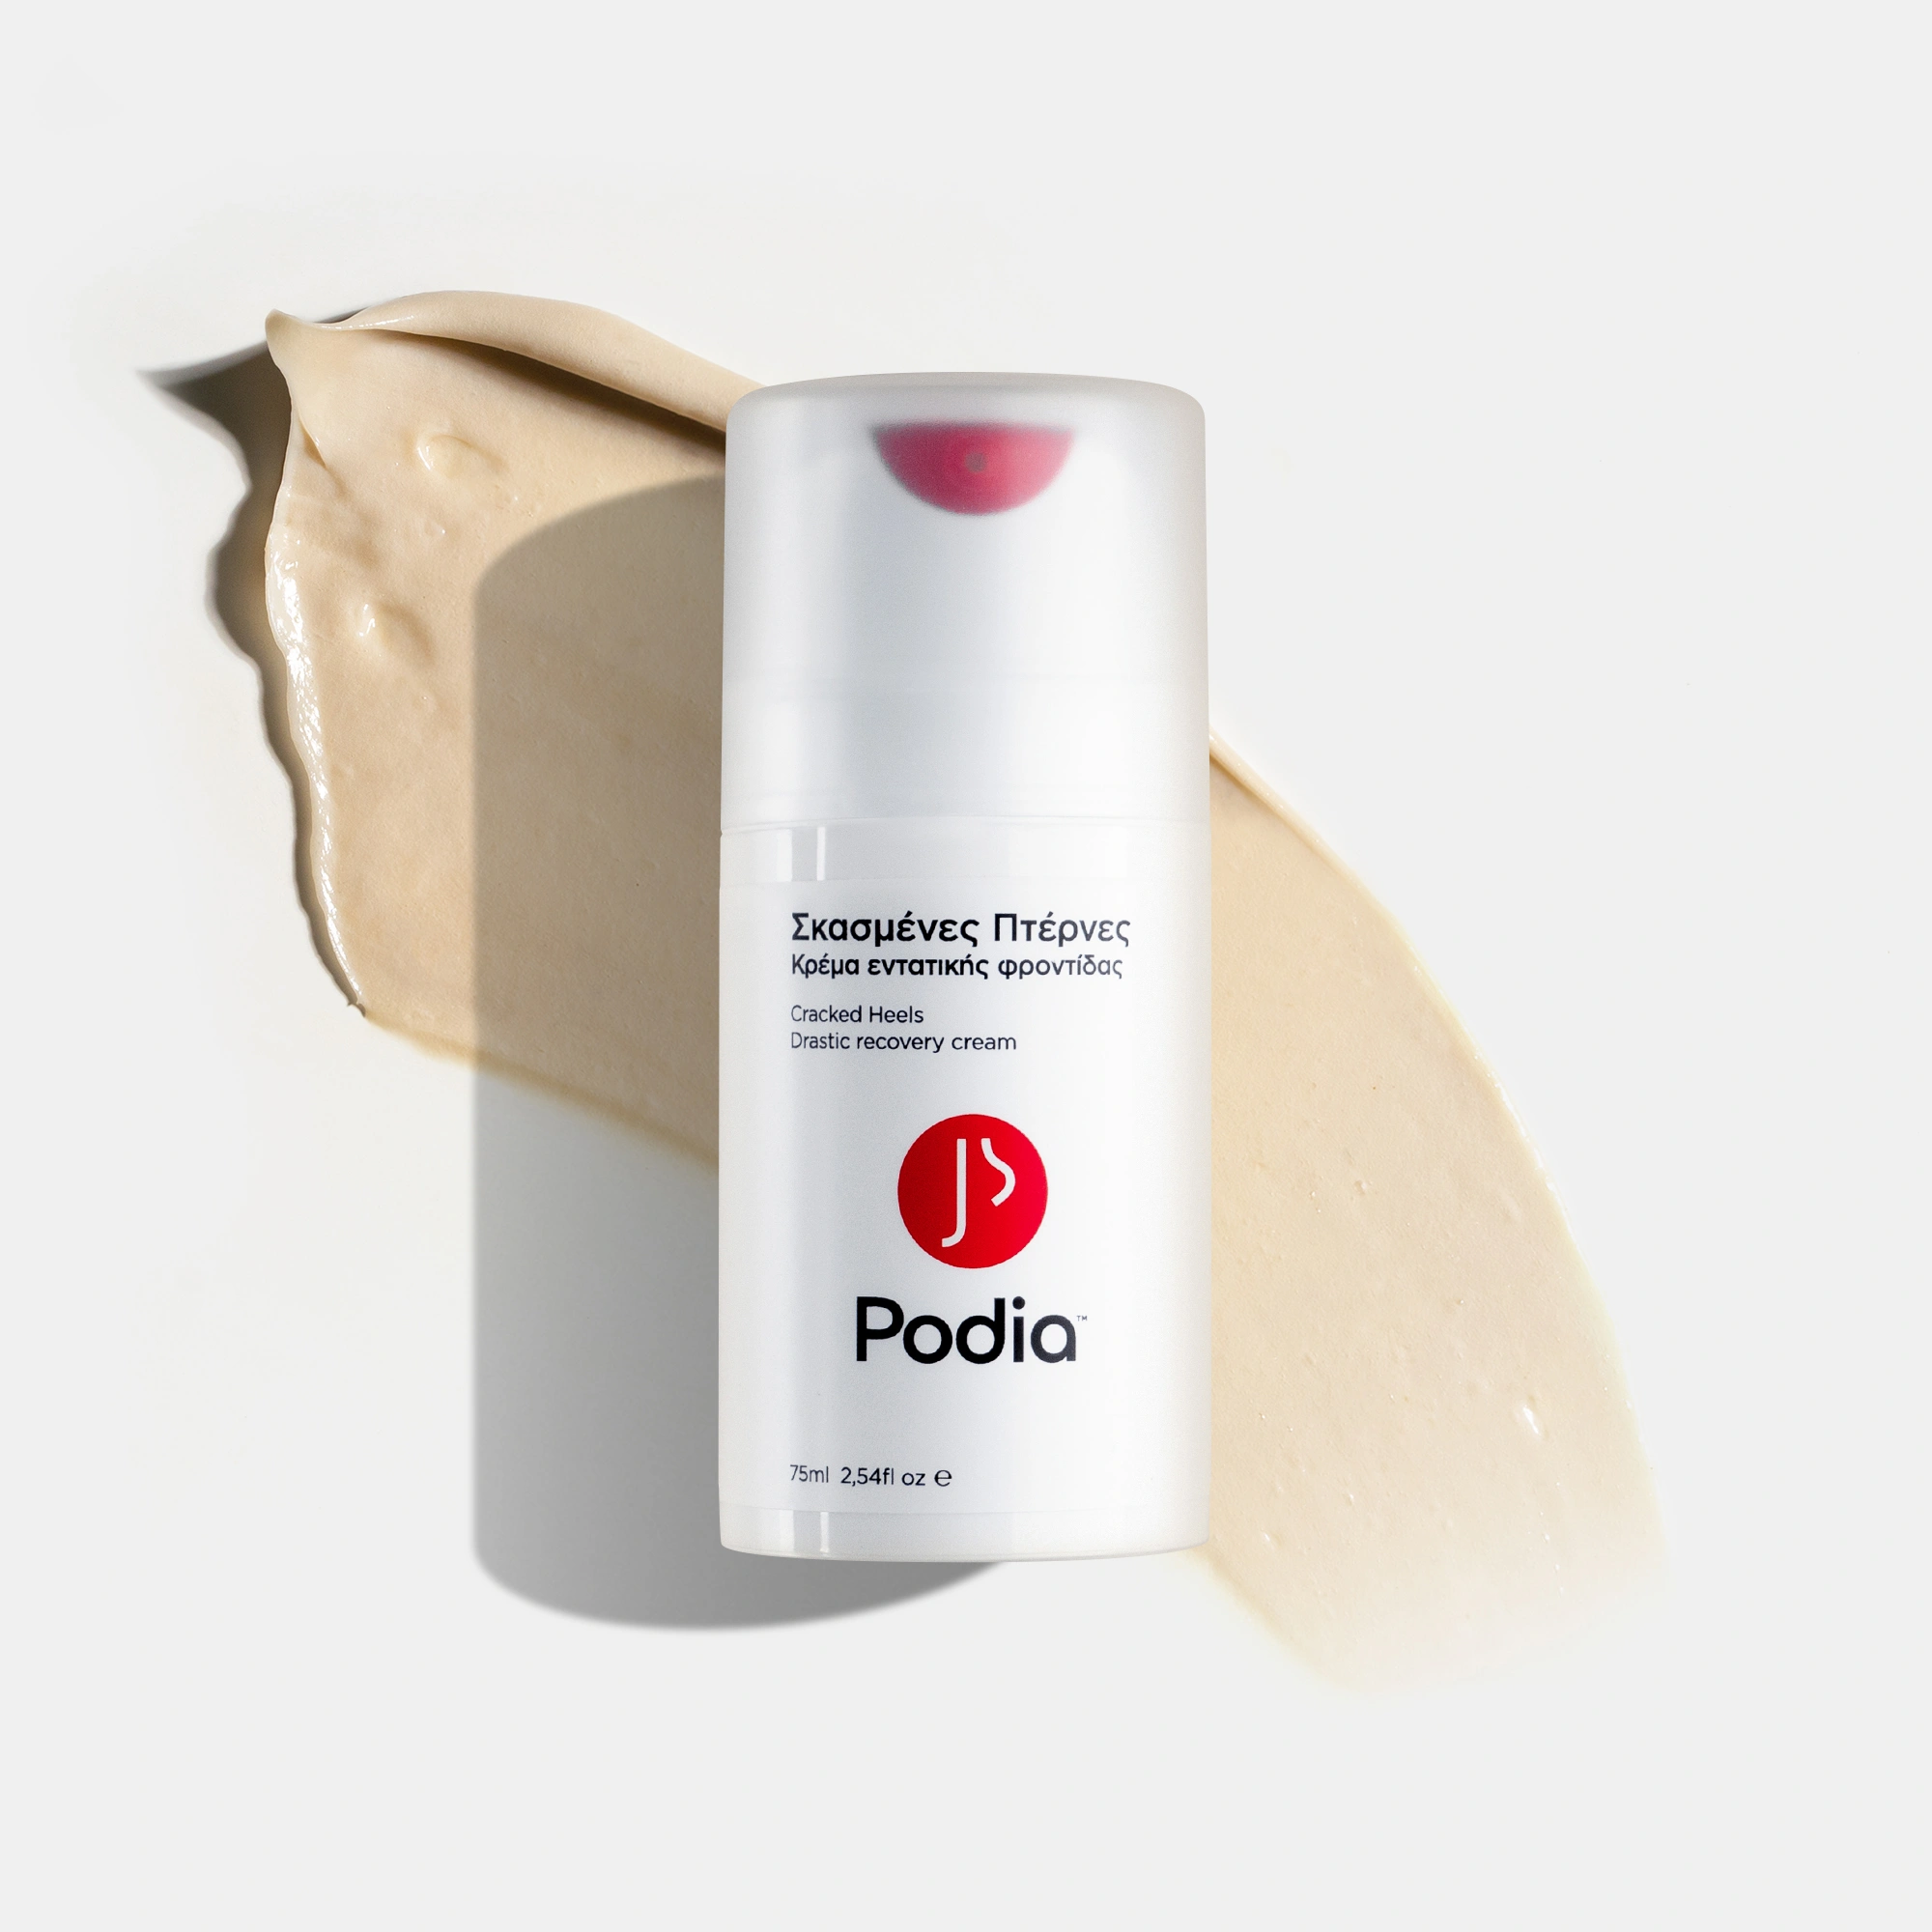 Σκασμένες Πτέρνες
Κρέμα εντατικής φροντίδας
Cracked Heels
Drastic recovery cream
Podia™
75ml 2,54fl oz ℮